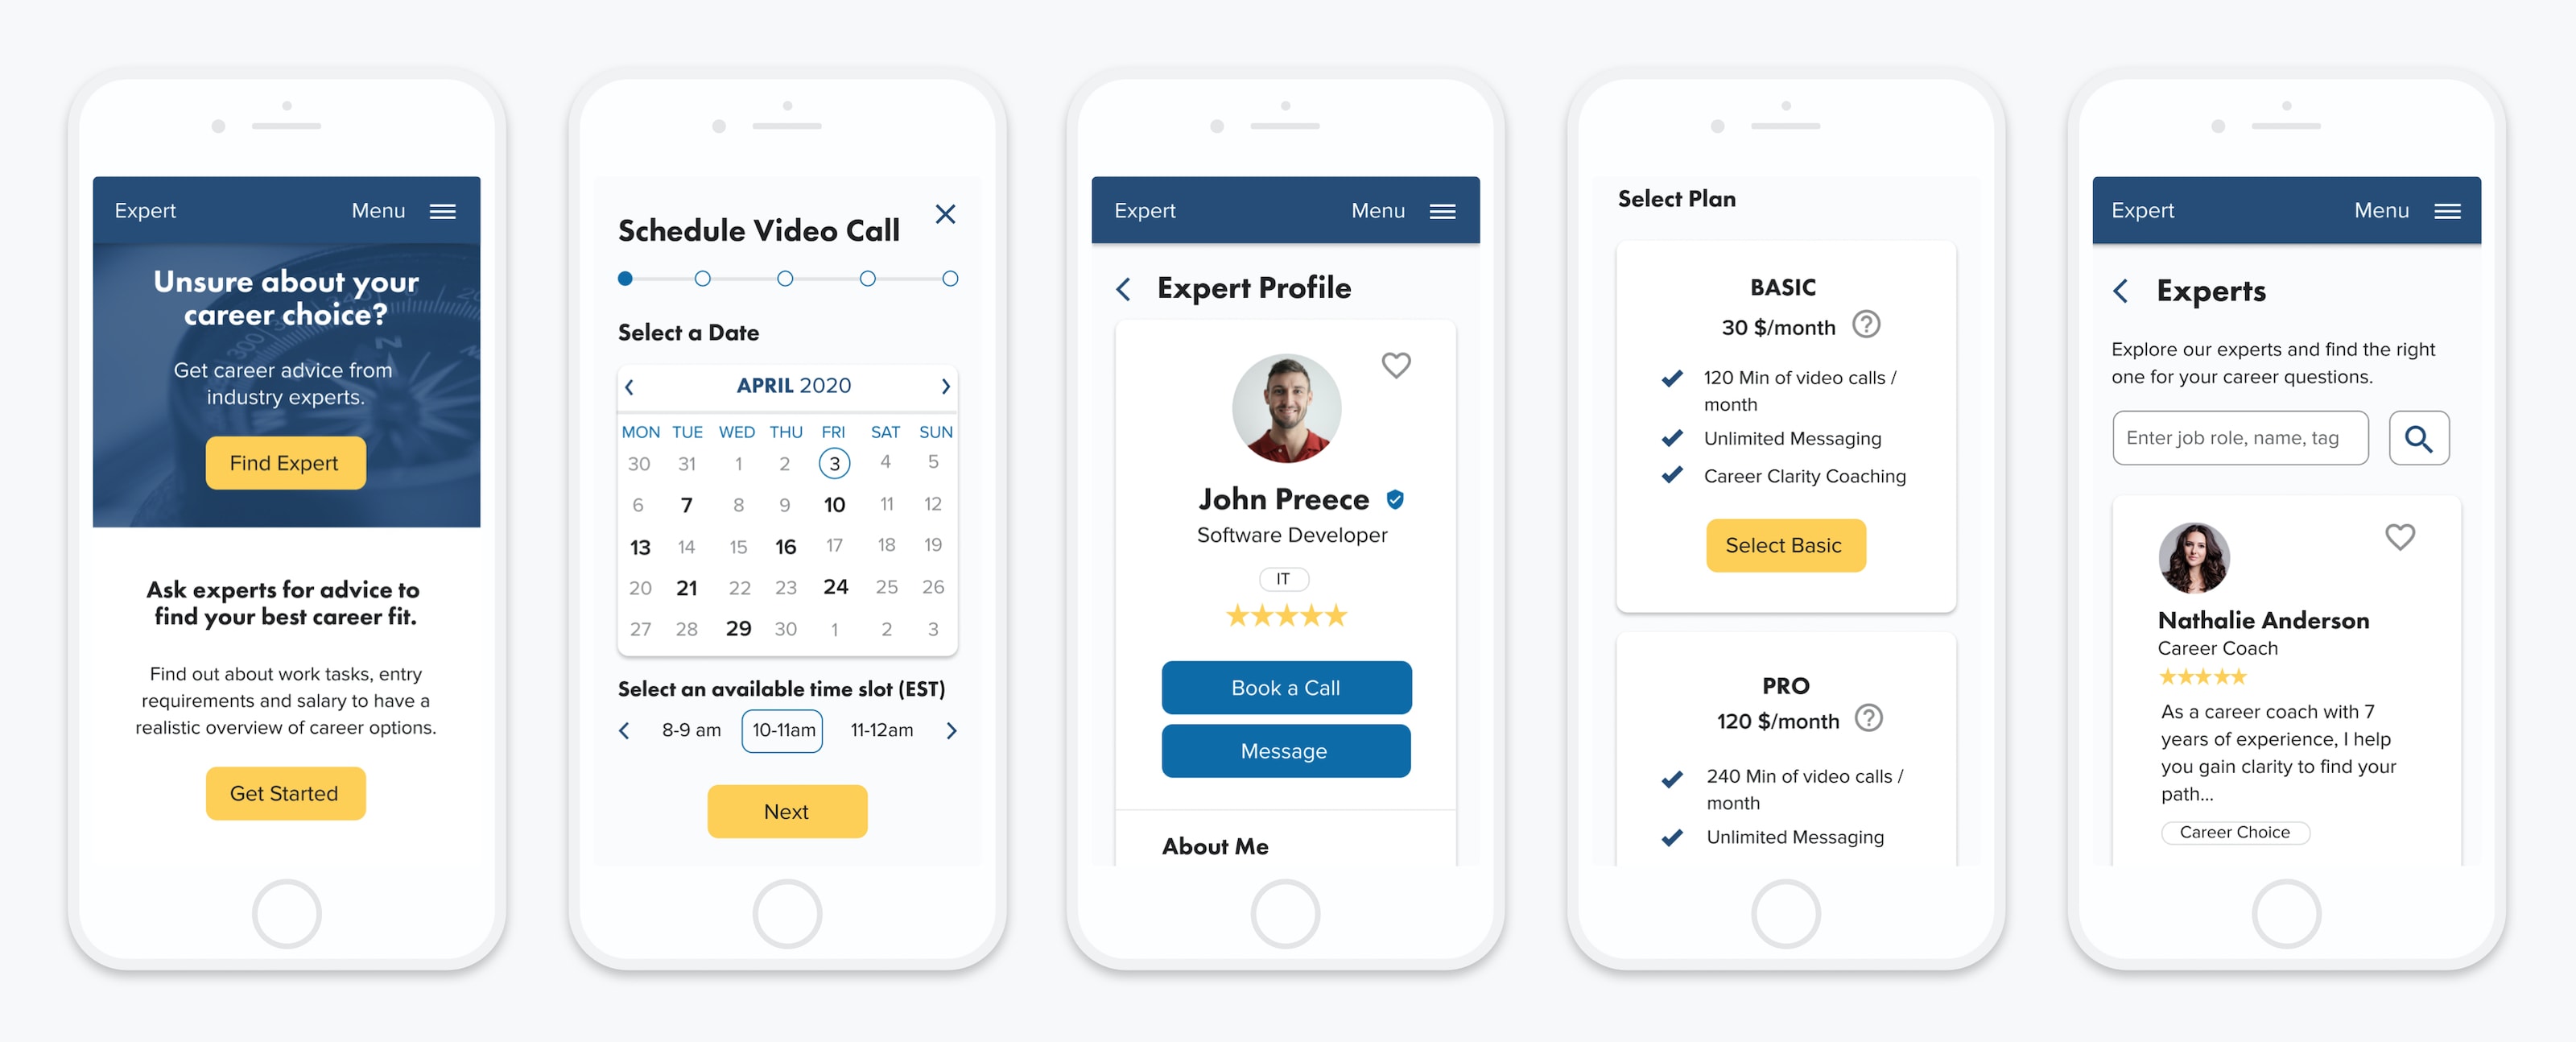 Expert Menu
Unsure about your
career choice?
Get career advice from
industry experts.
Find Expert
Ask experts for advice to
find your best career fit.
Find out about work tasks, entry
requirements and salary to have a
realistic overview of career options.
Get Started
Schedule Video Call
Select a Date
APRIL 2020
MON TUE WED THU FRI SAT SUN
30 31 1 2 3 4 5
6 7 8 9 10 11 12
13 14 15 16 17 18 19
20 21 22 23 24 25 26
27 28 29 30 1 2 3
Select an available time slot (EST)
8-9 am 10-11am 11-12am
Next
Expert Menu
Expert Profile
John Preece
Software Developer
IT
Book a Call
Message
About Me
Select Plan
BASIC
30 $/month ?
120 Min of video calls /
month
Unlimited Messaging
Career Clarity Coaching
Select Basic
PRO
120 $/month ?
240 Min of video calls /
month
Unlimited Messaging
Expert Menu
Experts
Explore our experts and find the right
one for your career questions.
Enter job role, name, tag
Nathalie Anderson
Career Coach
As a career coach with 7
years of experience, I help
you gain clarity to find your
path...
Career Choice